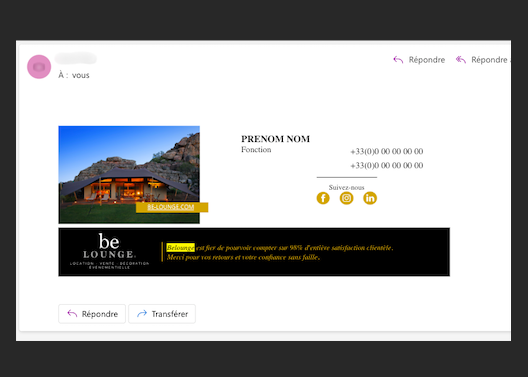 Répondre
Répondre
À : vous
PRENOM NOM
Fonction
+33(0)0 00 00 00 00
+33(0)0 00 00 00 00
Suivez-nous
BE-LOUNGE.COM
be
LOUNGE
LOCATION - VENTE - DÉCORATION
ÉVÉNEMENTIELLE
Belounge est fier de pourvoir compter sur 98% d'entière satisfaction clientèle.
Merci pour vos retours et votre confiance sans faille.
Répondre
Transférer